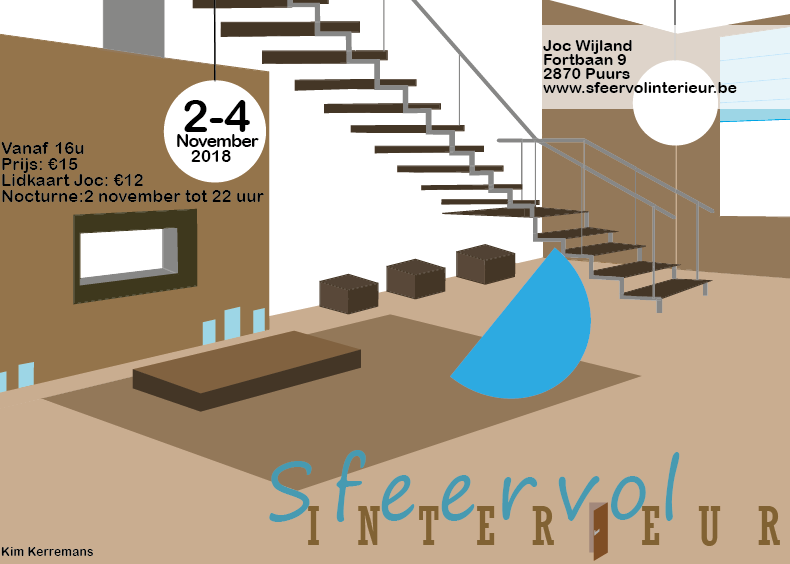 Joc Wijland
Fortbaan 9
2870 Puurs
www.sfeervolinterieur.be
2-4
November
2018
Vanaf 16u
Prijs: €15
Lidkaart Joc: €12
Nocturne:2 november tot 22 uur
Sfeervol
INTERIEUR
Kim Kerremans